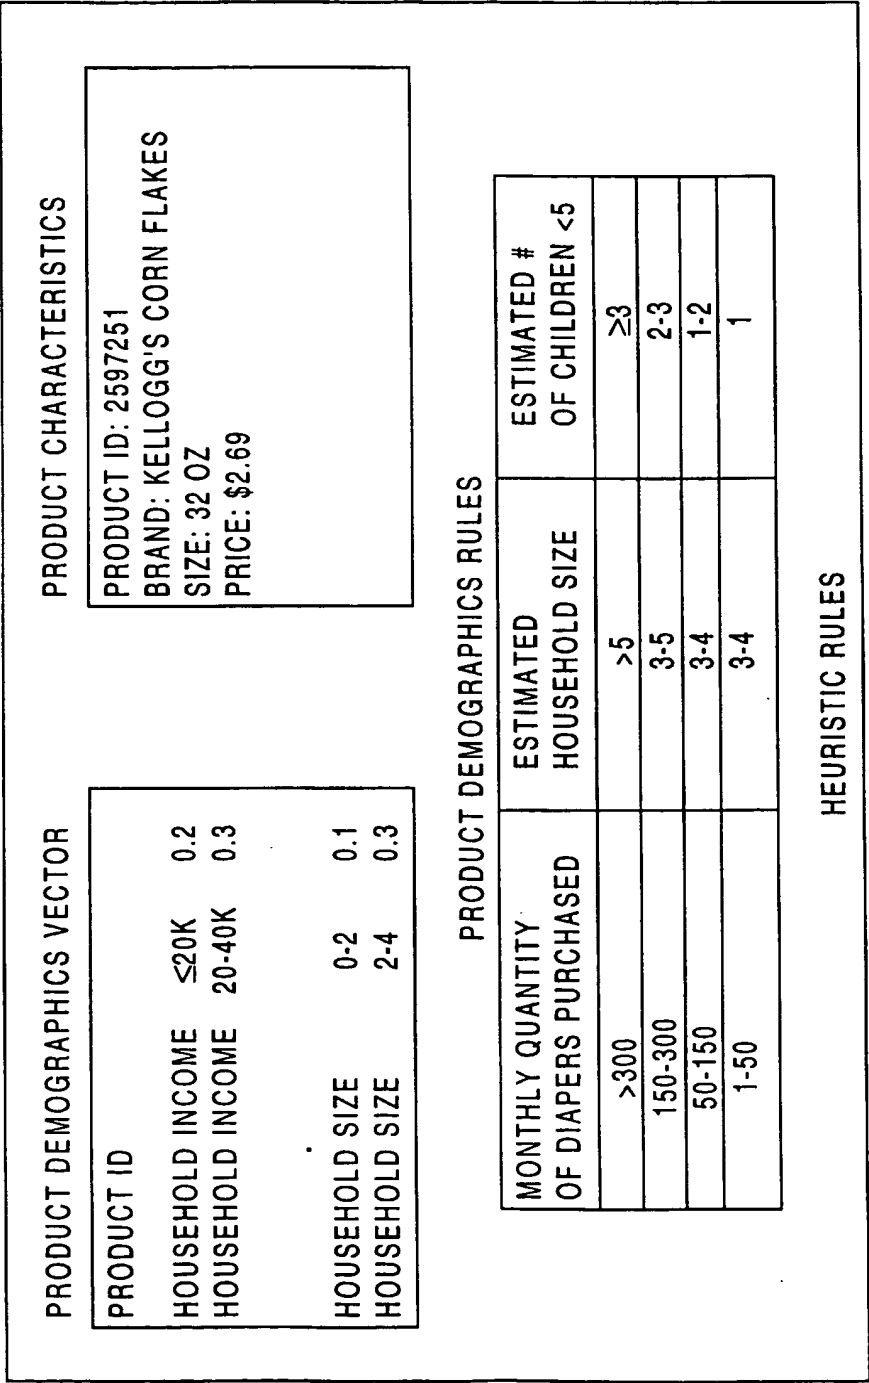 PRODUCT DEMOGRAPHICS VECTOR
PRODUCT ID
HOUSEHOLD INCOME ≤20K 0.2
HOUSEHOLD INCOME 20-40K 0.3
HOUSEHOLD SIZE 0-2 0.1
HOUSEHOLD SIZE 2-4 0.3
PRODUCT CHARACTERISTICS
PRODUCT ID: 2597251
BRAND: KELLOGG'S CORN FLAKES
SIZE: 32 OZ
PRICE: $2.69
PRODUCT DEMOGRAPHICS RULES
MONTHLY QUANTITY
OF DIAPERS PURCHASED
ESTIMATED
HOUSEHOLD SIZE
ESTIMATED #
OF CHILDREN <5
>300 >5 ≥3
150-300 3-5 2-3
50-150 3-4 1-2
1-50 3-4 1
HEURISTIC RULES